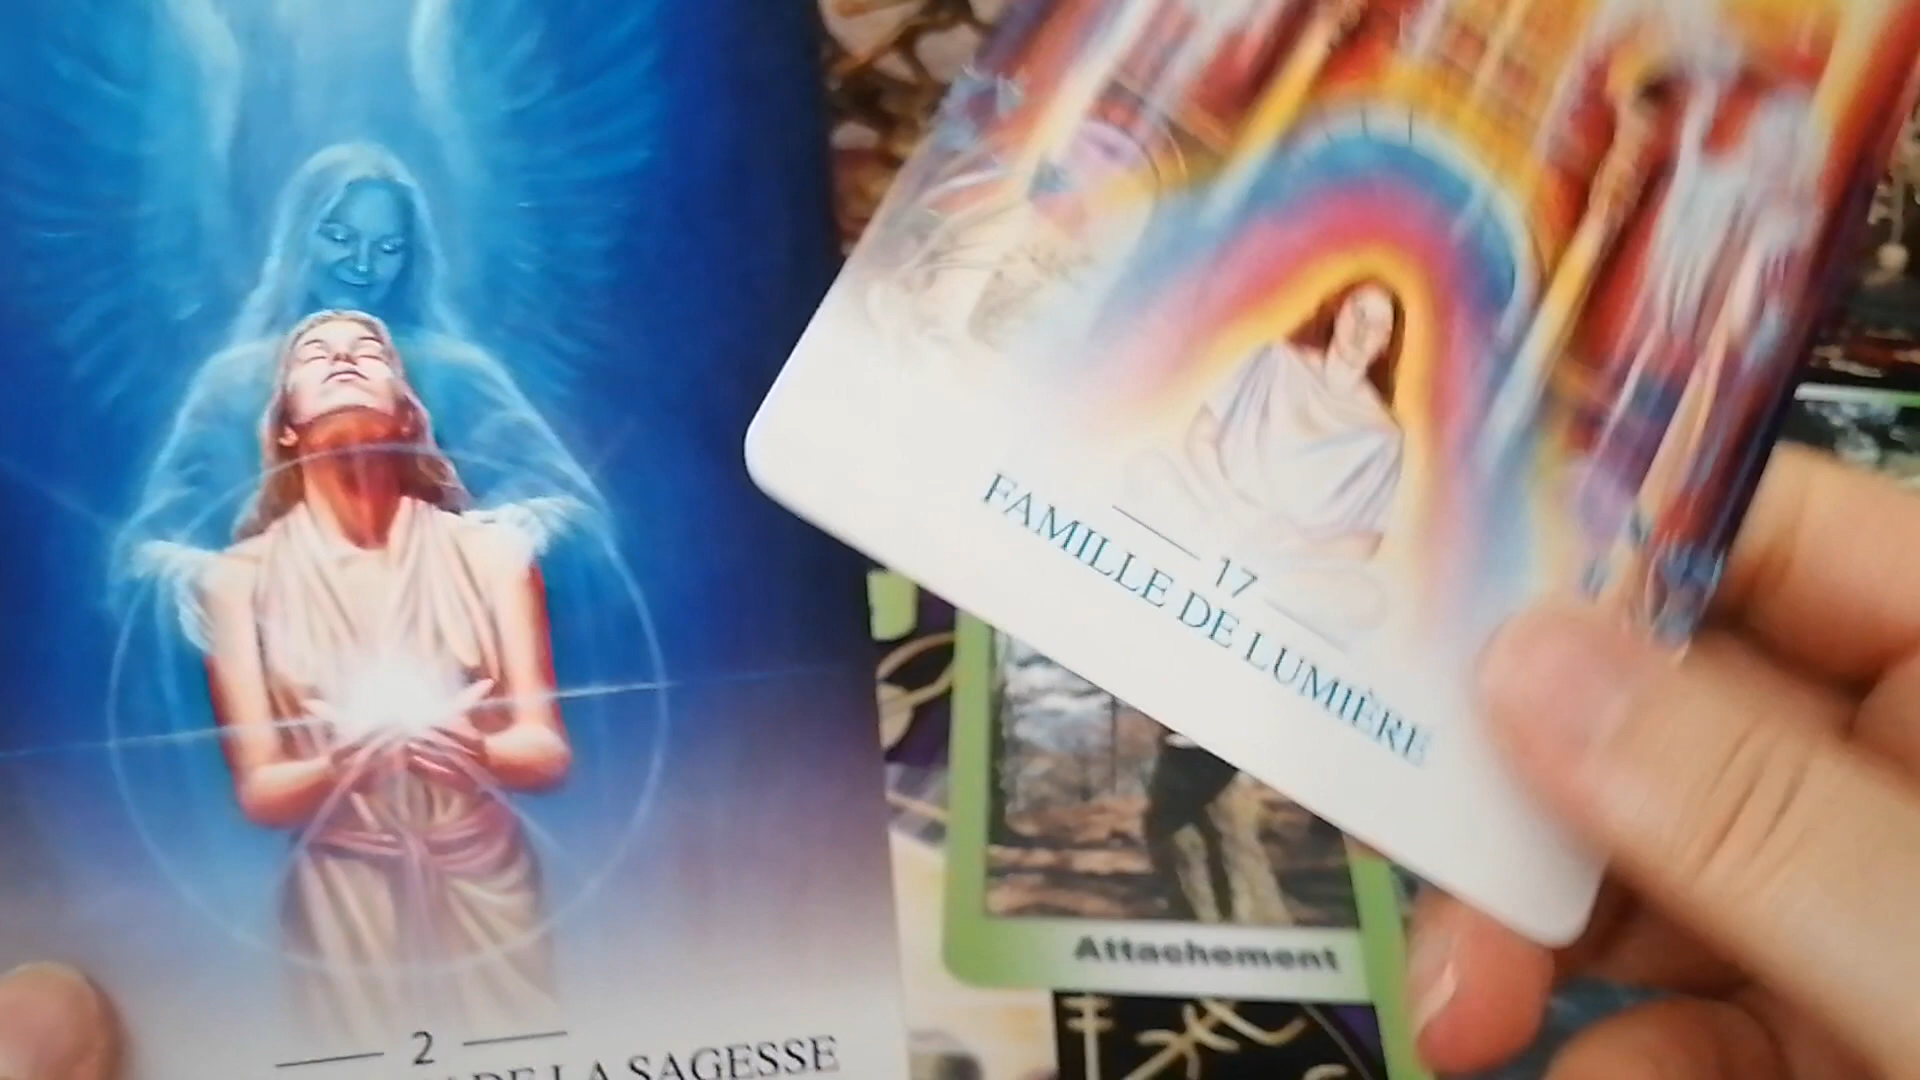 2
DE LA SAGESSE
17
FAMILLE DE LUMIÈRE
Attachement